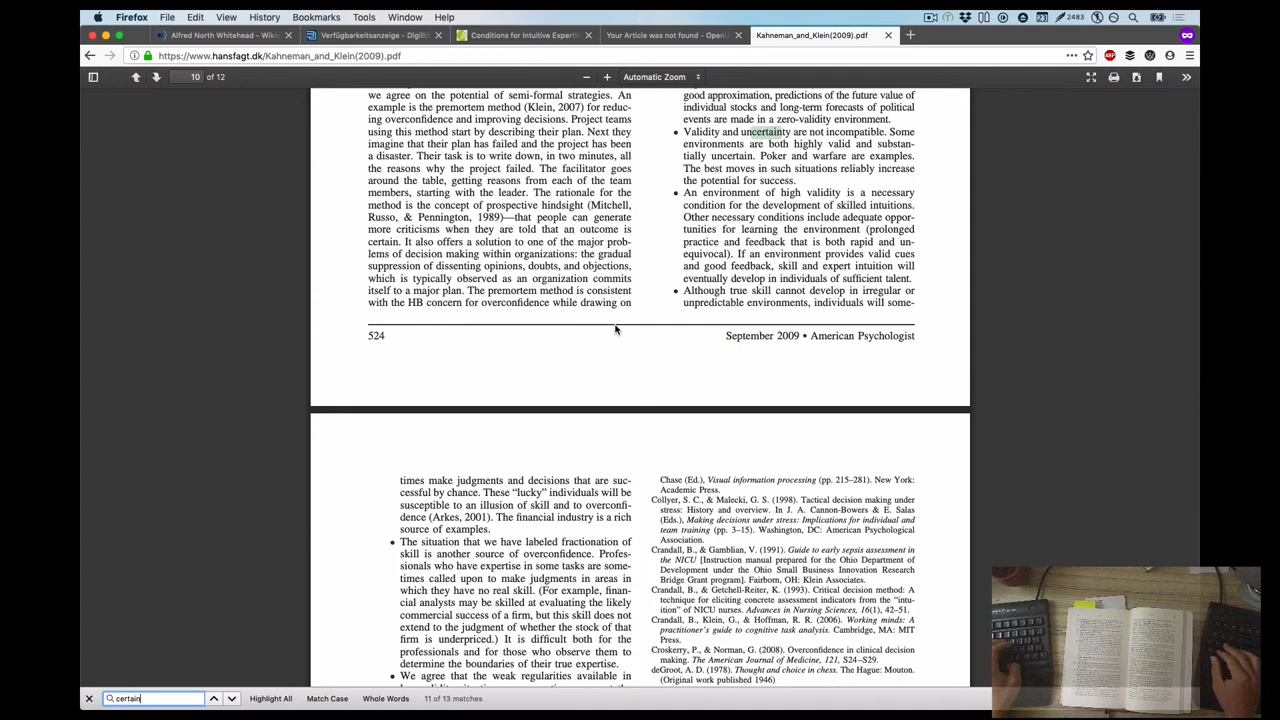 Firefox File Edit View History Bookmarks Tools Window Help
2483
23
Alfred North Whitehead - Wikip
Verfügbarkeitsanzeige - DigiBib
Conditions for Intuitive Expertis
Your Article was not found - OpenU
Kahneman_and_Klein(2009).pdf
https://www.hansfagt.dk/Kahneman_and_Klein(2009).pdf
10 of 12
Automatic Zoom
we agree on the potential of semi-formal strategies. An
example is the premortem method (Klein, 2007) for reduc-
ing overconfidence and improving decisions. Project teams
using this method start by describing their plan. Next they
imagine that their plan has failed and the project has been
a disaster. Their task is to write down, in two minutes, all
the reasons why the project failed. The facilitator goes
around the table, getting reasons from each of the team
members, starting with the leader. The rationale for the
method is the concept of prospective hindsight (Mitchell,
Russo, & Pennington, 1989)—that people can generate
more criticisms when they are told that an outcome is
certain. It also offers a solution to one of the major prob-
lems of decision making within organizations: the gradual
suppression of dissenting opinions, doubts, and objections,
which is typically observed as an organization commits
itself to a major plan. The premortem method is consistent
with the HB concern for overconfidence while drawing on
good approximation, predictions of the future value of
individual stocks and long-term forecasts of political
events are made in a zero-validity environment.
• Validity and uncertainty are not incompatible. Some
environments are both highly valid and substan-
tially uncertain. Poker and warfare are examples.
The best moves in such situations reliably increase
the potential for success.
• An environment of high validity is a necessary
condition for the development of skilled intuitions.
Other necessary conditions include adequate oppor-
tunities for learning the environment (prolonged
practice and feedback that is both rapid and un-
equivocal). If an environment provides valid cues
and good feedback, skill and expert intuition will
eventually develop in individuals of sufficient talent.
• Although true skill cannot develop in irregular or
unpredictable environments, individuals will some-
524
September 2009 • American Psychologist
times make judgments and decisions that are suc-
cessful by chance. These “lucky” individuals will be
susceptible to an illusion of skill and to overconfi-
dence (Arkes, 2001). The financial industry is a rich
source of examples.
• The situation that we have labeled fractionation of
skill is another source of overconfidence. Profes-
sionals who have expertise in some tasks are some-
times called upon to make judgments in areas in
which they have no real skill. (For example, finan-
cial analysts may be skilled at evaluating the likely
commercial success of a firm, but this skill does not
extend to the judgment of whether the stock of that
firm is underpriced.) It is difficult both for the
professionals and for those who observe them to
determine the boundaries of their true expertise.
• We agree that the weak regularities available in
Chase (Ed.), Visual information processing (pp. 215–281). New York:
Academic Press.
Collyer, S. C., & Malecki, G. S. (1998). Tactical decision making under
stress: History and overview. In J. A. Cannon-Bowers & E. Salas
(Eds.), Making decisions under stress: Implications for individual and
team training (pp. 3–15). Washington, DC: American Psychological
Association.
Crandall, B., & Gamblian, V. (1991). Guide to early sepsis assessment in
the NICU [Instruction manual prepared for the Ohio Department of
Development under the Ohio Small Business Innovation Research
Bridge Grant program]. Fairborn, OH: Klein Associates.
Crandall, B., & Getchell-Reiter, K. (1993). Critical decision method: A
technique for eliciting concrete assessment indicators from the “intu-
ition” of NICU nurses. Advances in Nursing Sciences, 16(1), 42–51.
Crandall, B., Klein, G., & Hoffman, R. R. (2006). Working minds: A
practitioner's guide to cognitive task analysis. Cambridge, MA: MIT
Press.
Croskerry, P., & Norman, G. (2008). Overconfidence in clinical decision
making. The American Journal of Medicine, 121, S24–S29.
deGroot, A. D. (1978). Thought and choice in chess. The Hague: Mouton.
(Original work published 1946)
certain
Highlight All
Match Case
Whole Words
11 of 13 matches